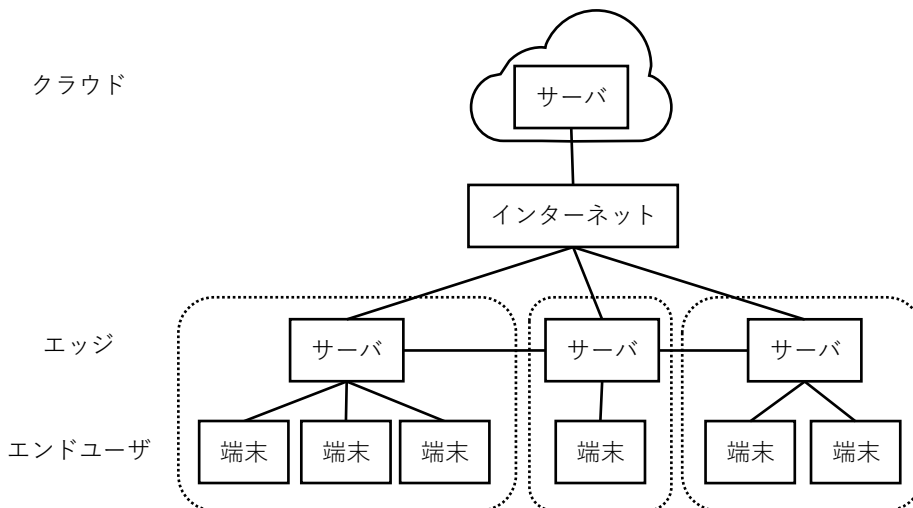 クラウド
サーバ
インターネット
エッジ
サーバ
サーバ
サーバ
エンドユーザ
端末
端末
端末
端末
端末
端末